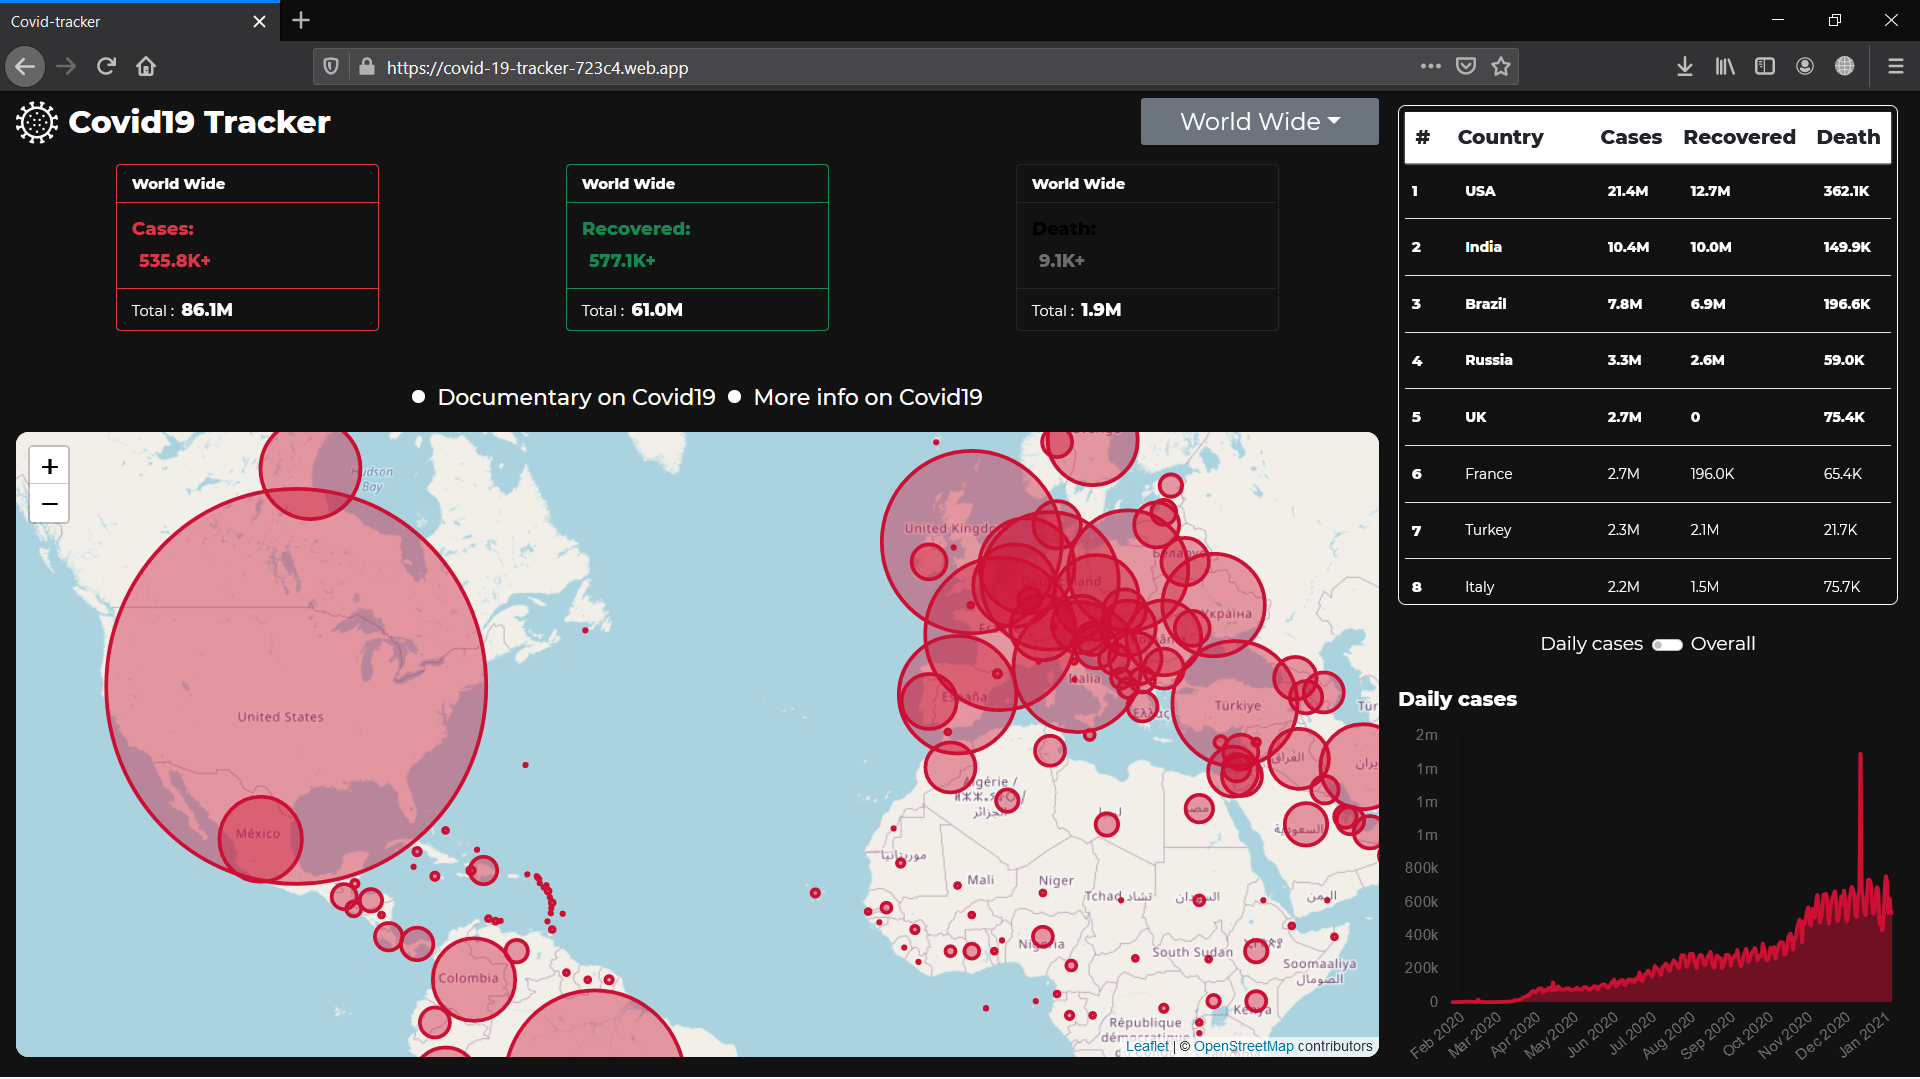 Covid-tracker
https://covid-19-tracker-723c4.web.app
Covid19 Tracker
World Wide
World Wide
Cases:
535.8K+
Total : 86.1M
World Wide
Recovered:
577.1K+
Total : 61.0M
World Wide
Death:
9.1K+
Total : 1.9M
Documentary on Covid19
More info on Covid19
+
−
Hudson
Bay
United States
México
Colombia
United Kingdo
Deutschland
Беларусь
Україна
España
Italia
Türkiye
العراق
Algérie /
الجزائر
ليبيا
مصر
السعودية
موريتانيا
Mali
Niger
Tchad تشاد
السودان
اليمن
Nigeria
South Sudan
Soomaaliya
الصومال
Kenya
République
démocratique
Leaflet | © OpenStreetMap contributors
# Country Cases Recovered Death
1 USA 21.4M 12.7M 362.1K
2 India 10.4M 10.0M 149.9K
3 Brazil 7.8M 6.9M 196.6K
4 Russia 3.3M 2.6M 59.0K
5 UK 2.7M 0 75.4K
6 France 2.7M 196.0K 65.4K
7 Turkey 2.3M 2.1M 21.7K
8 Italy 2.2M 1.5M 75.7K
Daily cases Overall
Daily cases
2m
1m
1m
1m
800k
600k
400k
200k
0
Feb 2020
Mar 2020
Apr 2020
May 2020
Jun 2020
Jul 2020
Aug 2020
Sep 2020
Oct 2020
Nov 2020
Dec 2020
Jan 2021